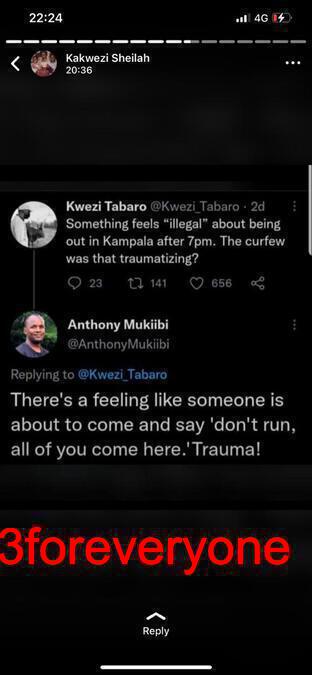 22:24
4G
Kakwezi Sheilah
20:36
Kwezi Tabaro @Kwezi_Tabaro · 2d
Something feels “illegal” about being
out in Kampala after 7pm. The curfew
was that traumatizing?
23 141 656
Anthony Mukiibi
@AnthonyMukiibi
Replying to @Kwezi_Tabaro
There's a feeling like someone is
about to come and say 'don't run,
all of you come here.'Trauma!
3foreveryone
Reply